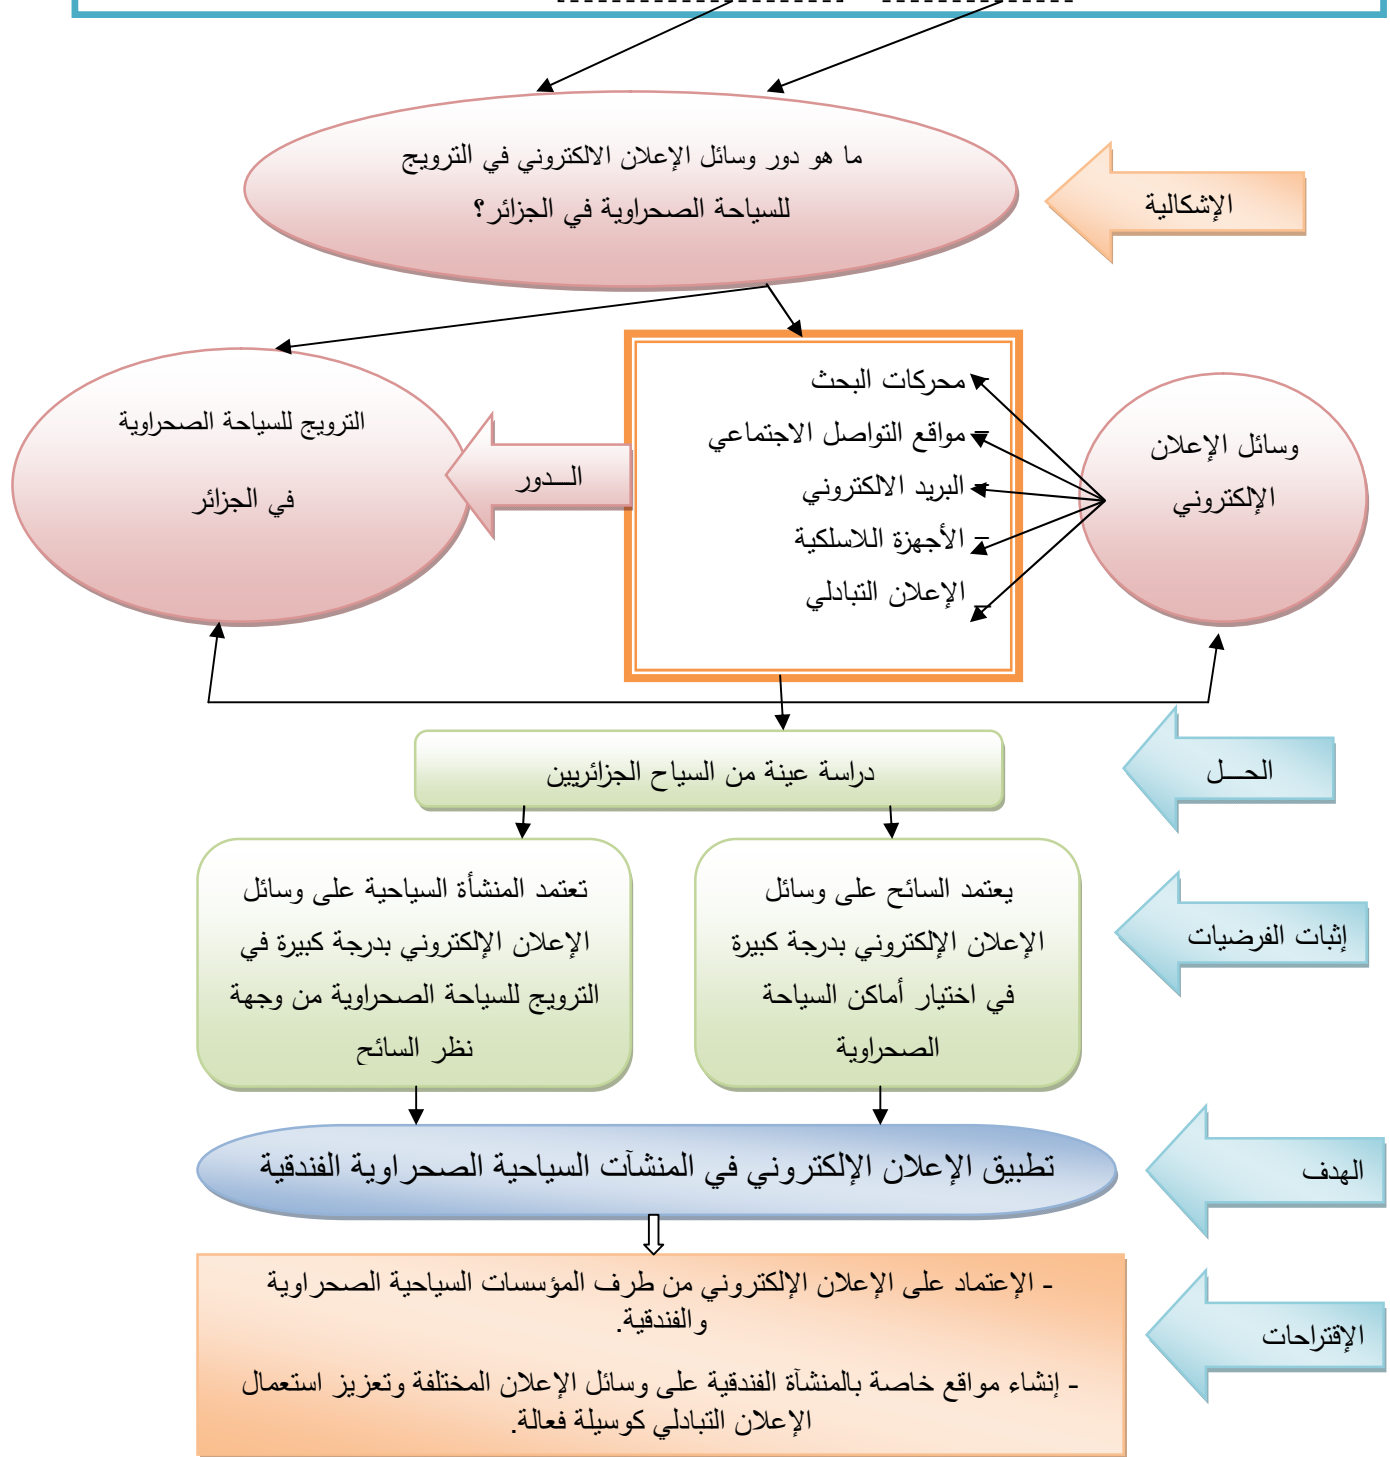 ما هو دور وسائل الإعلان الالكتروني في الترويج
للسياحة الصحراوية في الجزائر؟
الإشكالية
- محركات البحث
- مواقع التواصل الاجتماعي
- البريد الالكتروني
- الأجهزة اللاسلكية
- الإعلان التبادلي
وسائل الإعلان
الإلكتروني
الـــدور
الترويج للسياحة الصحراوية
في الجزائر
دراسة عينة من السياح الجزائريين
الحـــل
يعتمد السائح على وسائل
الإعلان الإلكتروني بدرجة كبيرة
في اختيار أماكن السياحة
الصحراوية
تعتمد المنشأة السياحية على وسائل
الإعلان الإلكتروني بدرجة كبيرة في
الترويج للسياحة الصحراوية من وجهة
نظر السائح
إثبات الفرضيات
تطبيق الإعلان الإلكتروني في المنشآت السياحية الصحراوية الفندقية
الهدف
- الإعتماد على الإعلان الإلكتروني من طرف المؤسسات السياحية الصحراوية
والفندقية.
- إنشاء مواقع خاصة بالمنشآة الفندقية على وسائل الإعلان المختلفة وتعزيز استعمال
الإعلان التبادلي كوسيلة فعالة.
الإقتراحات